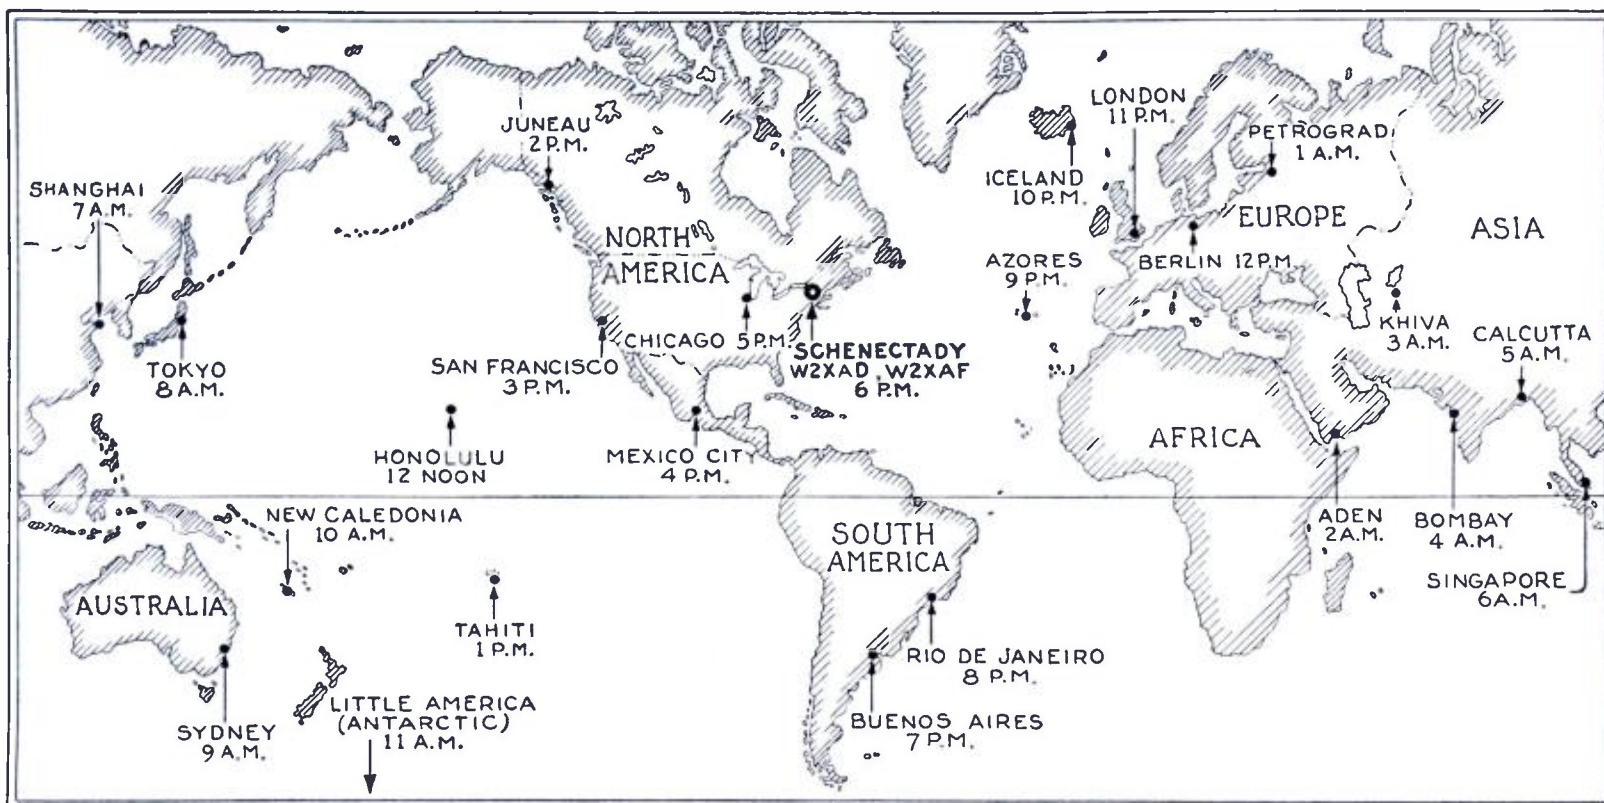 LONDON
11 P.M.
JUNEAU
2 P.M.
PETROGRAD
1 A.M.
SHANGHAI
7 A.M.
ICELAND
10 P.M.
EUROPE
ASIA
NORTH
AMERICA
AZORES
9 P.M.
BERLIN 12 P.M.
KHIVA
3 A.M.
CALCUTTA
5 A.M.
CHICAGO 5 P.M.
SCHENECTADY
W2XAD, W2XAF
6 P.M.
SAN FRANCISCO
3 P.M.
TOKYO
8 A.M.
AFRICA
HONOLULU
12 NOON
MEXICO CITY
4 P.M.
NEW CALEDONIA
10 A.M.
SOUTH
AMERICA
ADEN
2 A.M.
BOMBAY
4 A.M.
SINGAPORE
6 A.M.
AUSTRALIA
TAHITI
1 P.M.
RIO DE JANEIRO
8 P.M.
LITTLE AMERICA
(ANTARCTIC)
11 A.M.
BUENOS AIRES
7 P.M.
SYDNEY
9 A.M.